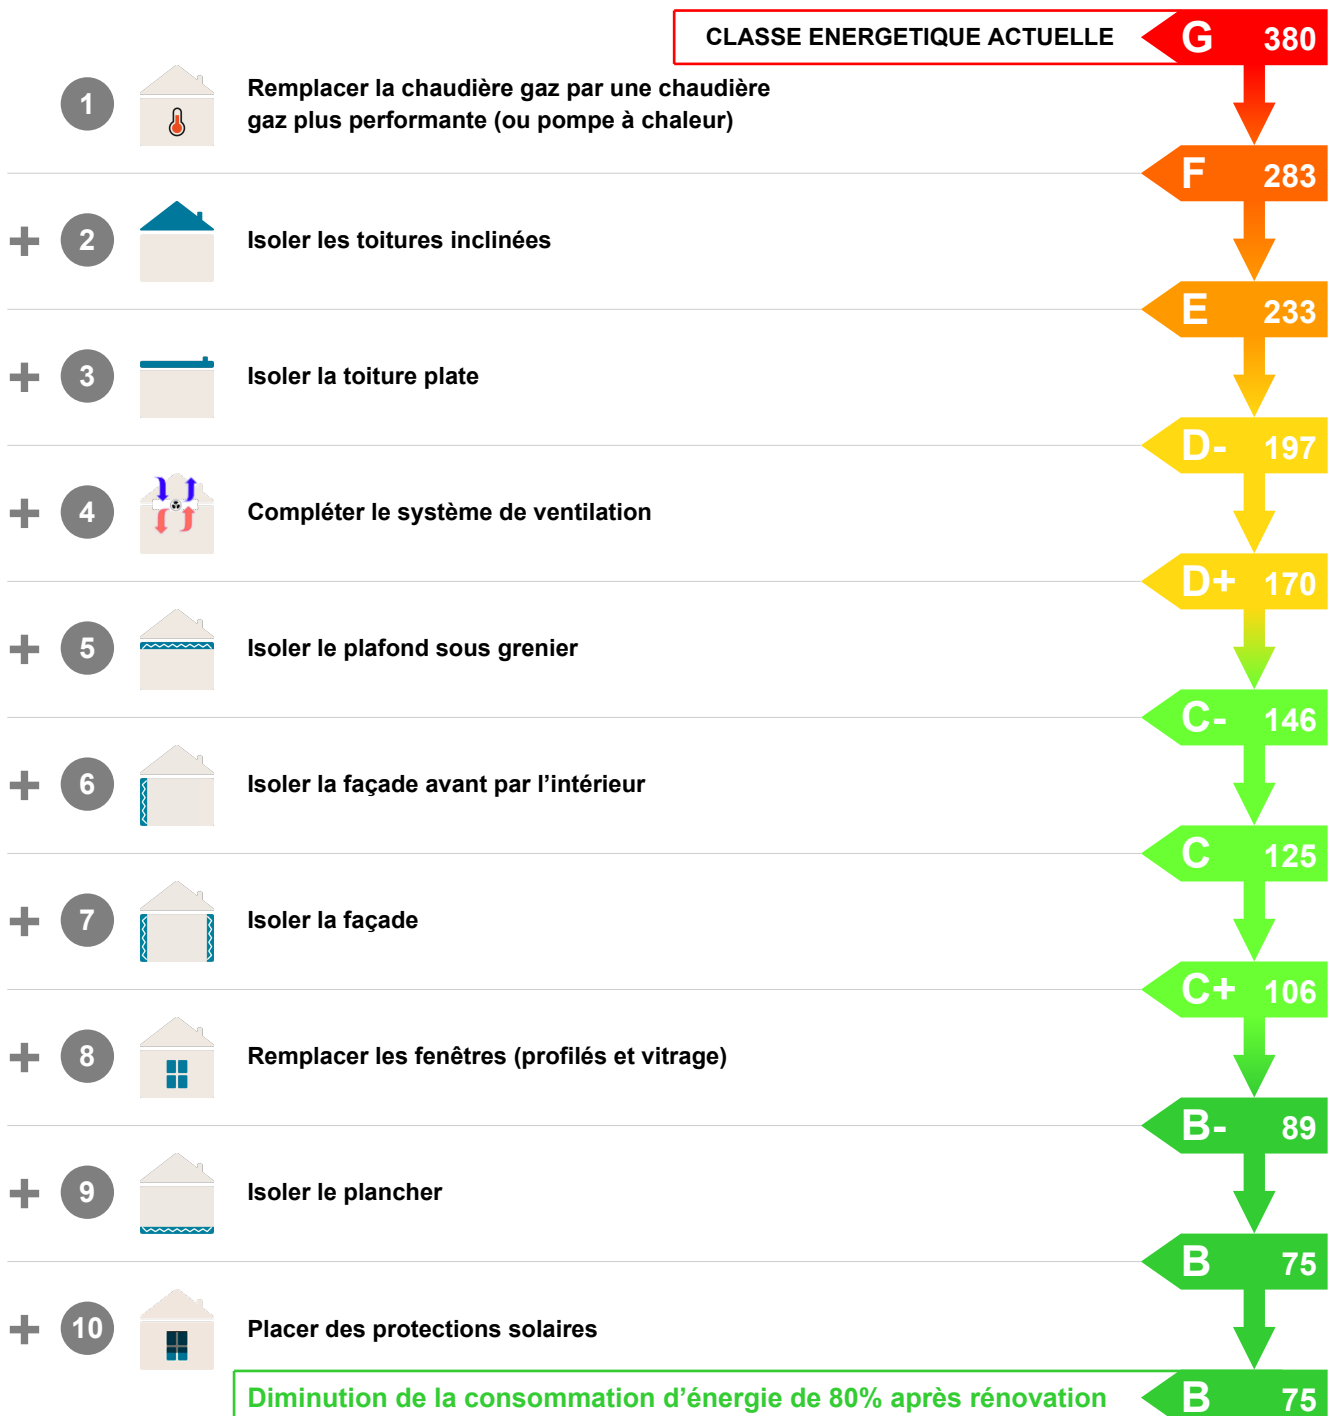 CLASSE ENERGETIQUE ACTUELLE G 380
1 Remplacer la chaudière gaz par une chaudière
gaz plus performante (ou pompe à chaleur)
F 283
+ 2 Isoler les toitures inclinées
E 233
+ 3 Isoler la toiture plate
D- 197
+ 4 Compléter le système de ventilation
D+ 170
+ 5 Isoler le plafond sous grenier
C- 146
+ 6 Isoler la façade avant par l’intérieur
C 125
+ 7 Isoler la façade
C+ 106
+ 8 Remplacer les fenêtres (profilés et vitrage)
B- 89
+ 9 Isoler le plancher
B 75
+ 10 Placer des protections solaires
Diminution de la consommation d’énergie de 80% après rénovation B 75